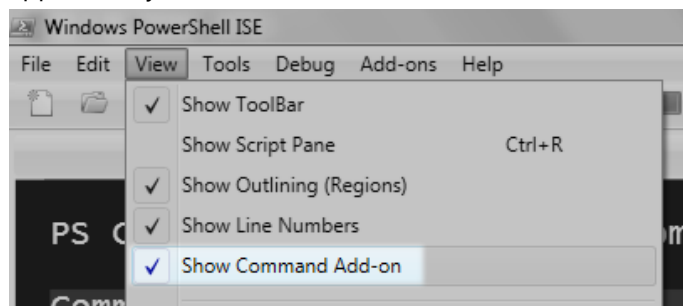 Windows PowerShell ISE
File Edit View Tools Debug Add-ons Help
Show ToolBar
Show Script Pane Ctrl+R
Show Outlining (Regions)
Show Line Numbers
PS
Show Command Add-on